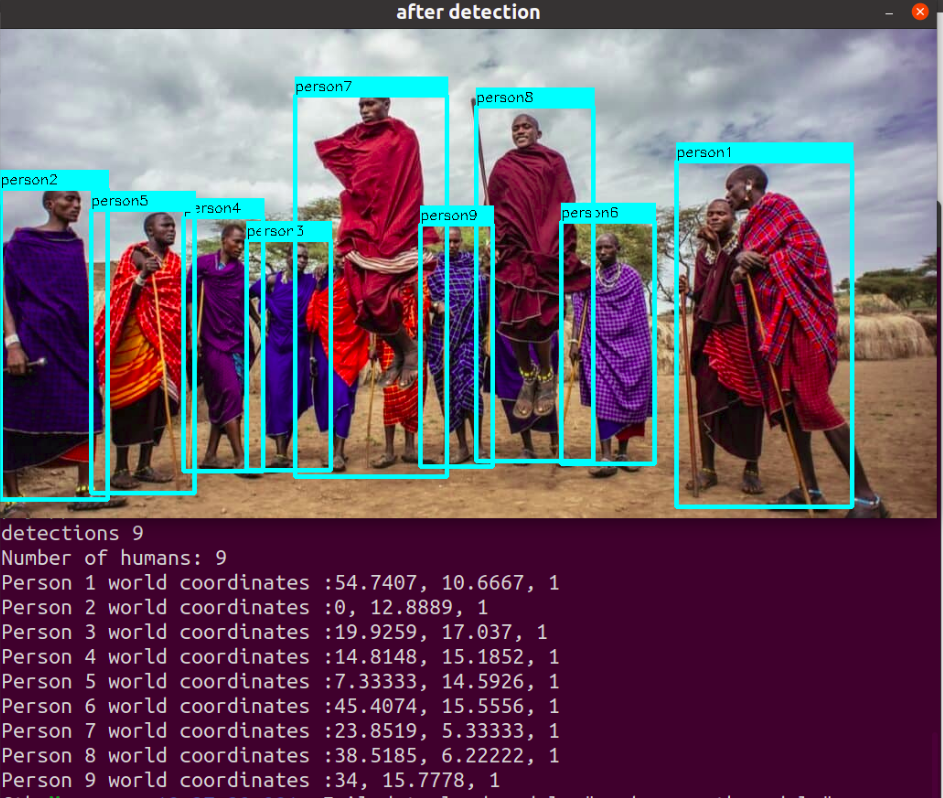 after detection
person7
person8
person1
person2
person5
person4
person9
person6
person3
detections 9
Number of humans: 9
Person 1 world coordinates :54.7407, 10.6667, 1
Person 2 world coordinates :0, 12.8889, 1
Person 3 world coordinates :19.9259, 17.037, 1
Person 4 world coordinates :14.8148, 15.1852, 1
Person 5 world coordinates :7.33333, 14.5926, 1
Person 6 world coordinates :45.4074, 15.5556, 1
Person 7 world coordinates :23.8519, 5.33333, 1
Person 8 world coordinates :38.5185, 6.22222, 1
Person 9 world coordinates :34, 15.7778, 1